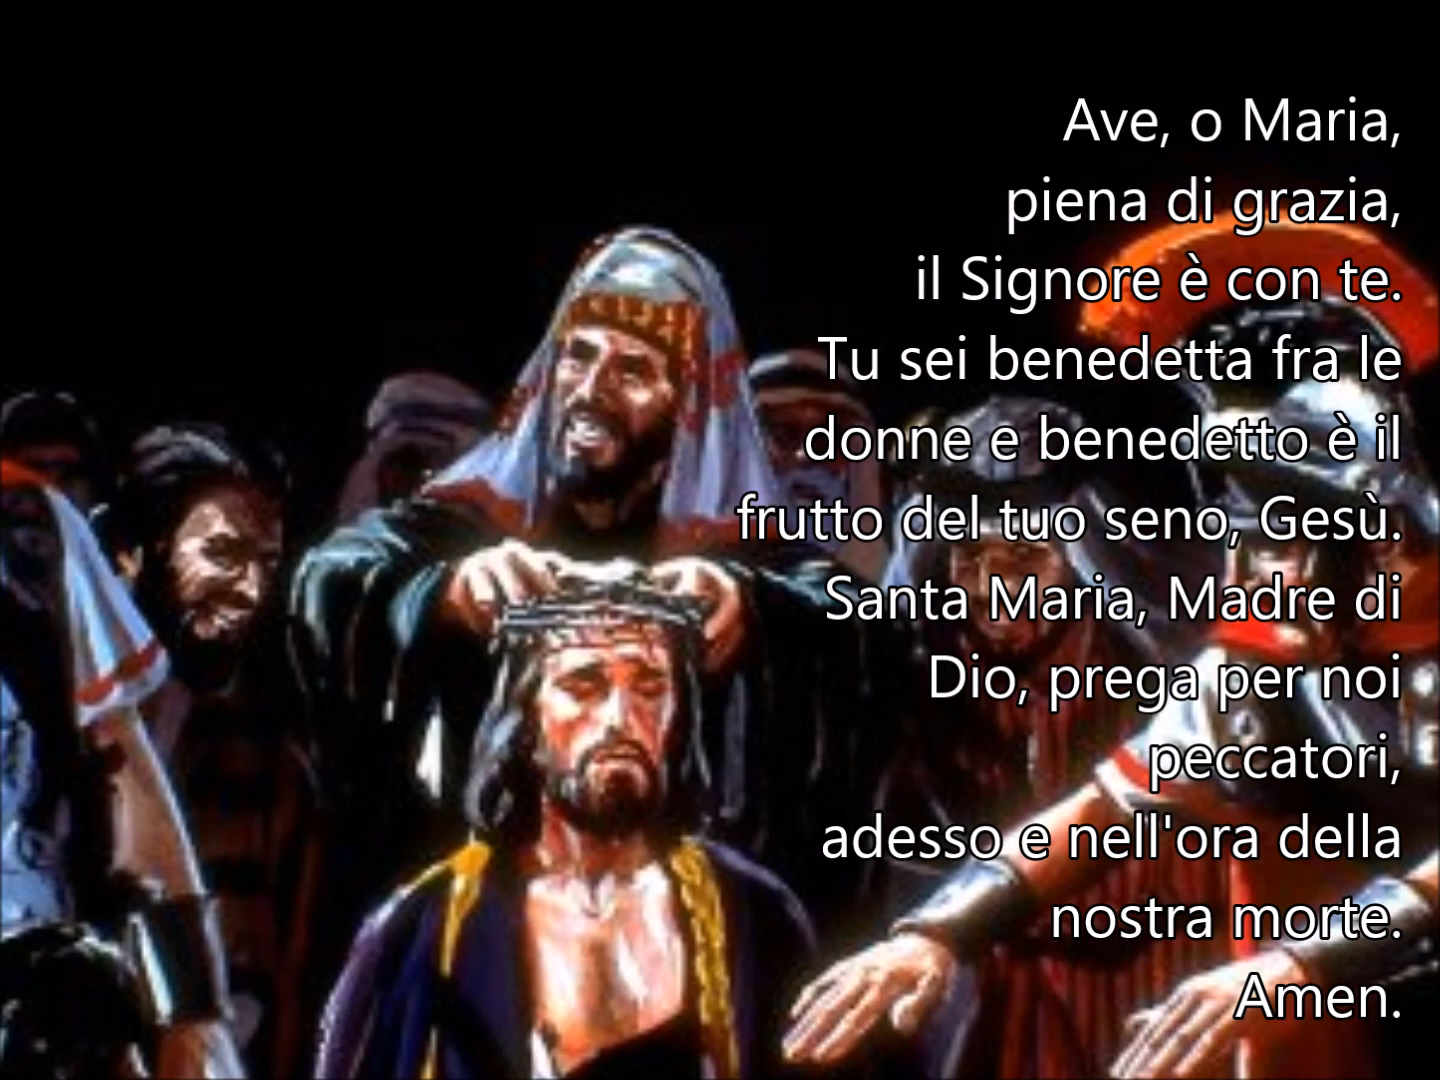 Ave, o Maria,
piena di grazia,
il Signore è con te.
Tu sei benedetta fra le
donne e benedetto è il
frutto del tuo seno, Gesù.
Santa Maria, Madre di
Dio, prega per noi
peccatori,
adesso e nell'ora della
nostra morte.
Amen.